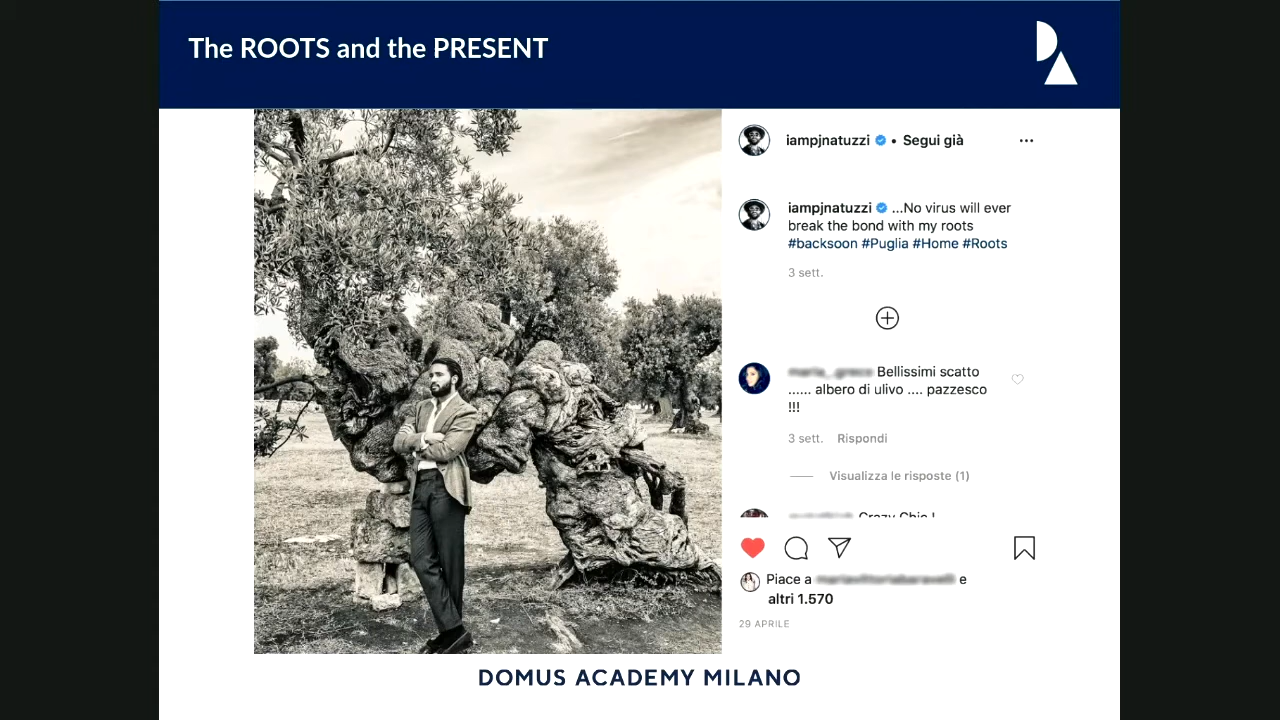 The ROOTS and the PRESENT
iampjnatuzzi • Segui già
iampjnatuzzi ...No virus will ever
break the bond with my roots
#backsoon #Puglia #Home #Roots
3 sett.
Bellissimi scatto
...... albero di ulivo .... pazzesco
!!!
3 sett. Rispondi
Visualizza le risposte (1)
Crazy Chic !
Piace a e
altri 1.570
29 APRILE
DOMUS ACADEMY MILANO